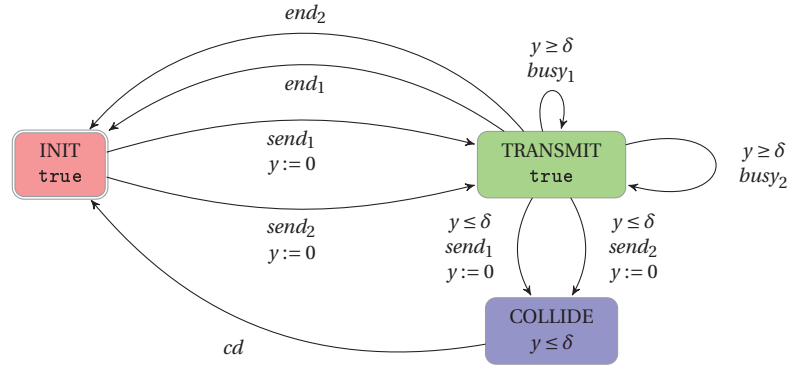 end₂
y ≥ δ
busy₁
end₁
send₁
y := 0
INIT
true
TRANSMIT
true
y ≥ δ
busy₂
send₂
y := 0
y ≤ δ
send₁
y := 0
y ≤ δ
send₂
y := 0
COLLIDE
y ≤ δ
cd